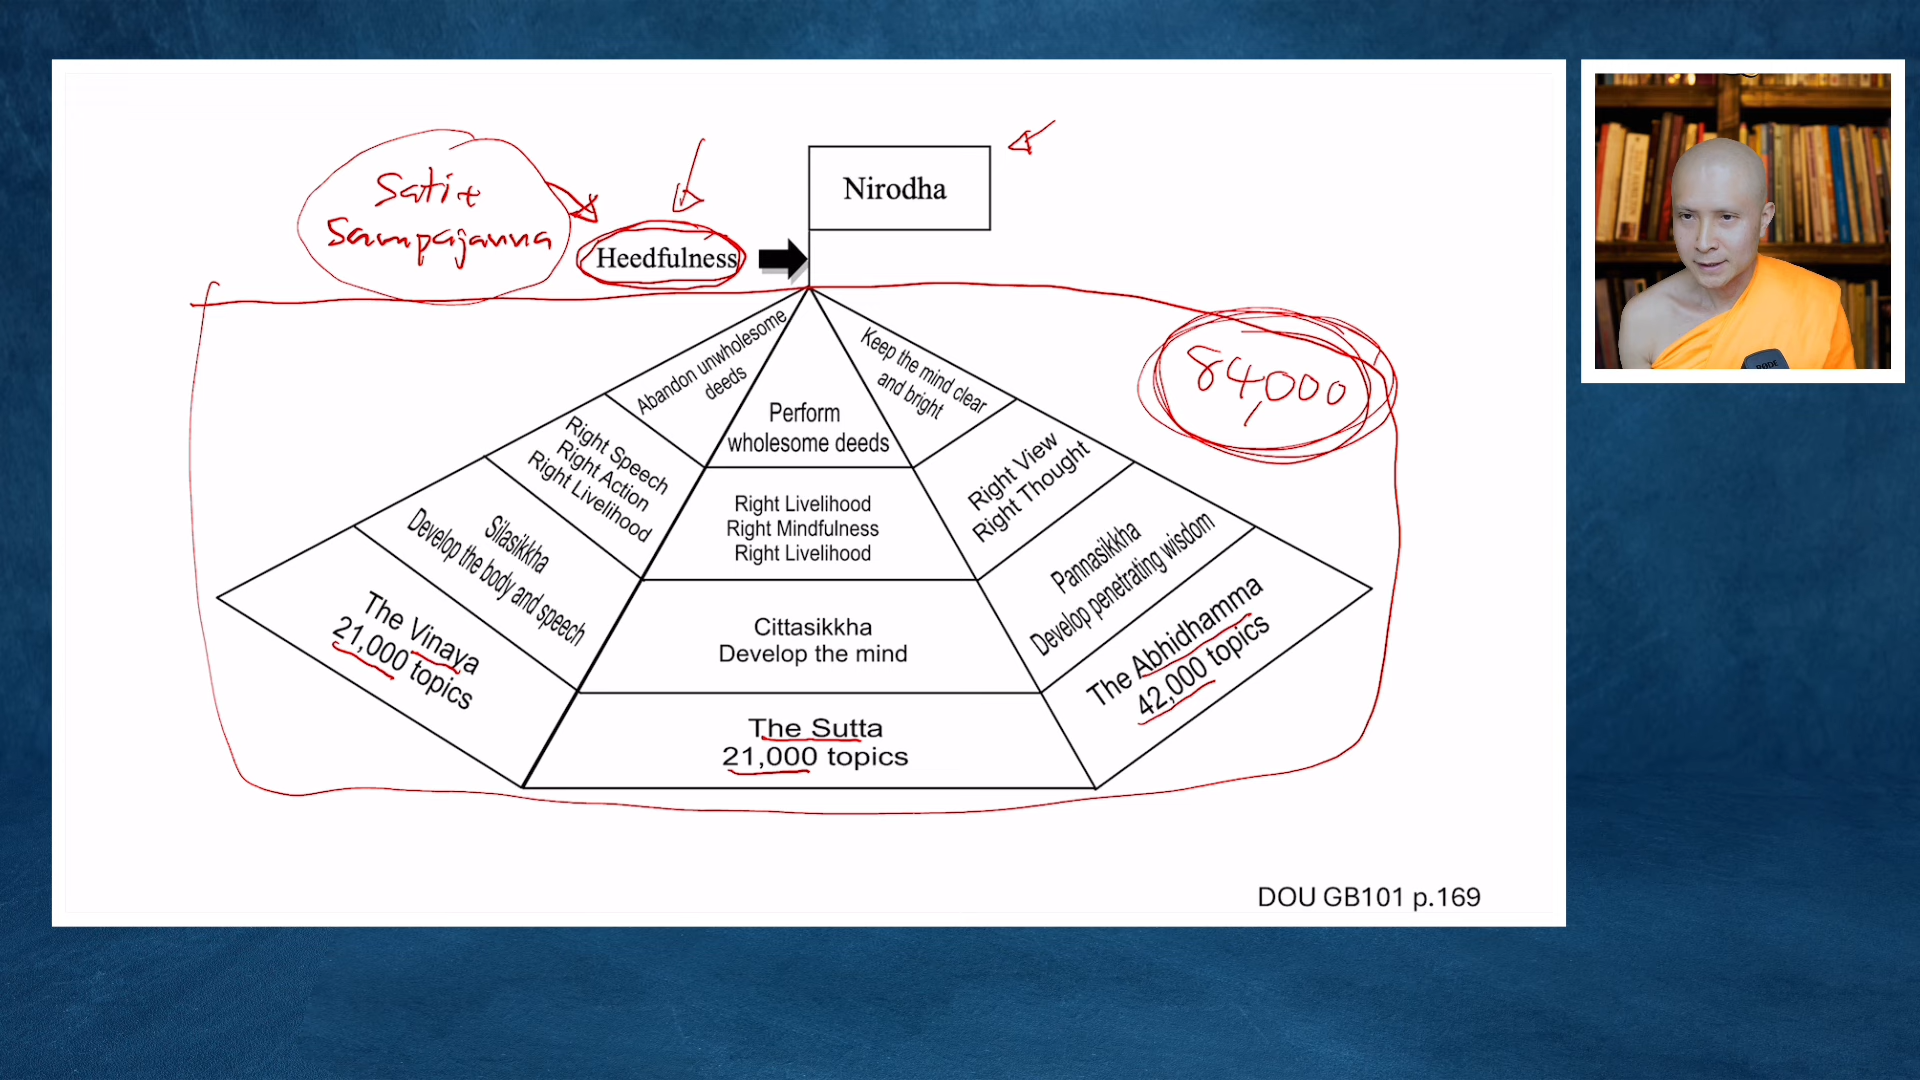 Sati +
Sampajanna
Nirodha
Heedfulness
84,000
Abandon unwholesome
deeds
Perform
wholesome deeds
Keep the mind clear
and bright
Right Speech
Right Action
Right Livelihood
Right Livelihood
Right Mindfulness
Right Livelihood
Right View
Right Thought
Silasikkha
Develop the body and speech
Cittasikkha
Develop the mind
Pannasikkha
Develop penetrating wisdom
The Vinaya
21,000 topics
The Sutta
21,000 topics
The Abhidhamma
42,000 topics
DOU GB101 p.169
RODE